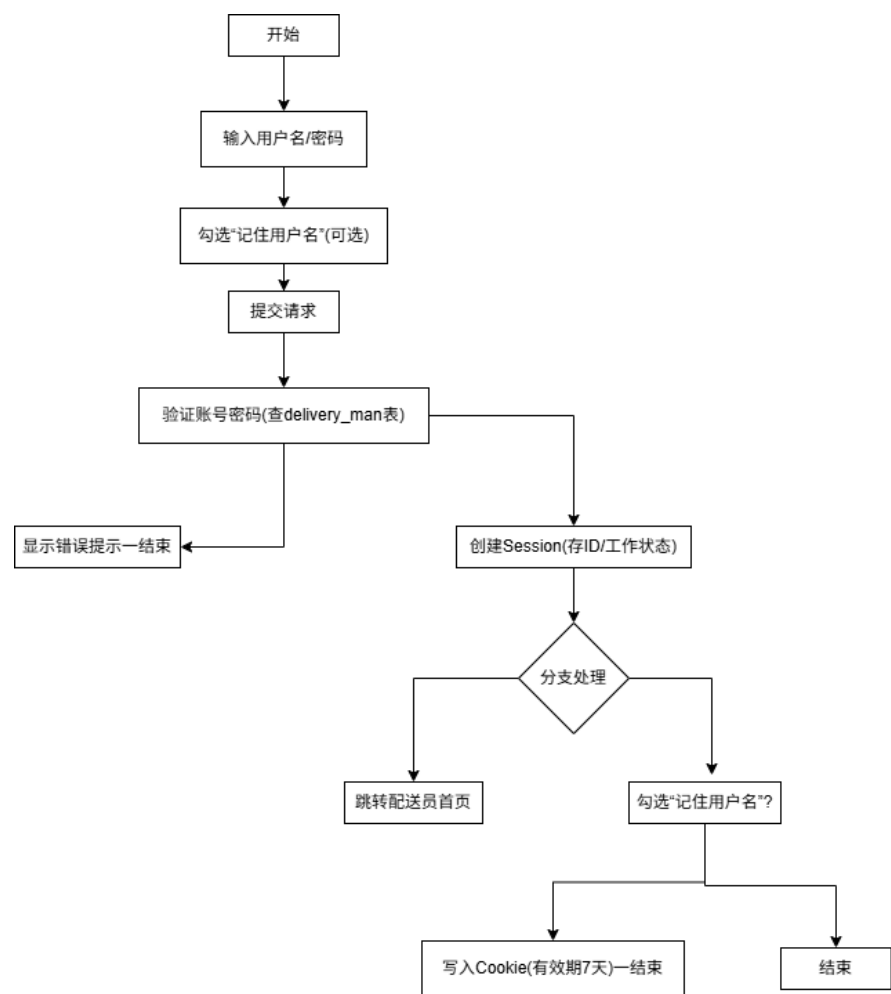 开始
输入用户名/密码
勾选“记住用户名”(可选)
提交请求
验证账号密码(查delivery_man表)
显示错误提示一结束
创建Session(存ID/工作状态)
分支处理
跳转配送员首页
勾选“记住用户名”?
写入Cookie(有效期7天)一结束
结束